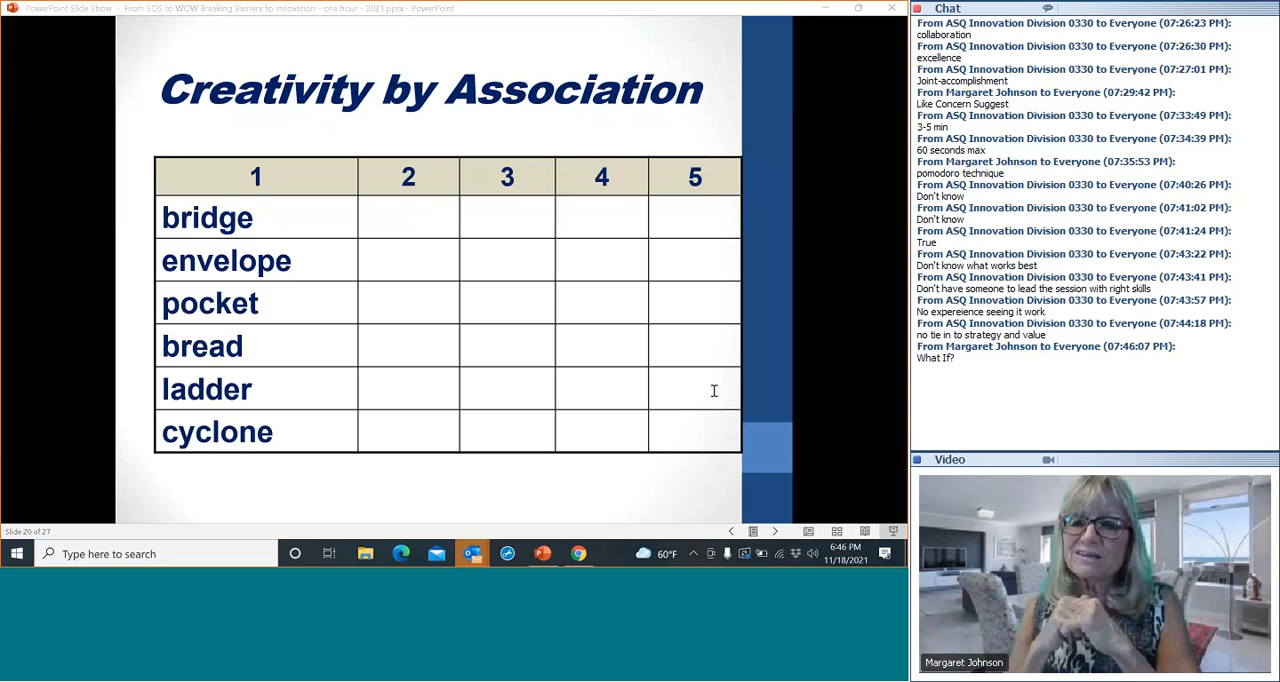 PowerPoint Slide Show - From SOS to WOW Breaking Barriers to Innovation - one hour - 2021.pptx - PowerPoint
Creativity by Association
1 2 3 4 5
bridge
envelope
pocket
bread
ladder
cyclone
Slide 20 of 27
Type here to search
60°F
6:46 PM
11/18/2021
Chat
From ASQ Innovation Division 0330 to Everyone (07:26:23 PM):
collaboration
From ASQ Innovation Division 0330 to Everyone (07:26:30 PM):
excellence
From ASQ Innovation Division 0330 to Everyone (07:27:01 PM):
Joint-accomplishment
From Margaret Johnson to Everyone (07:29:42 PM):
Like Concern Suggest
From ASQ Innovation Division 0330 to Everyone (07:33:49 PM):
3-5 min
From ASQ Innovation Division 0330 to Everyone (07:34:39 PM):
60 seconds max
From Margaret Johnson to Everyone (07:35:53 PM):
pomodoro technique
From ASQ Innovation Division 0330 to Everyone (07:40:26 PM):
Don't know
From ASQ Innovation Division 0330 to Everyone (07:41:02 PM):
Don't know
From ASQ Innovation Division 0330 to Everyone (07:41:24 PM):
True
From ASQ Innovation Division 0330 to Everyone (07:43:22 PM):
Don't know what works best
From ASQ Innovation Division 0330 to Everyone (07:43:41 PM):
Don't have someone to lead the session with right skills
From ASQ Innovation Division 0330 to Everyone (07:43:57 PM):
No expereience seeing it work
From ASQ Innovation Division 0330 to Everyone (07:44:18 PM):
no tie in to strategy and value
From Margaret Johnson to Everyone (07:46:07 PM):
What If?
Video
Margaret Johnson